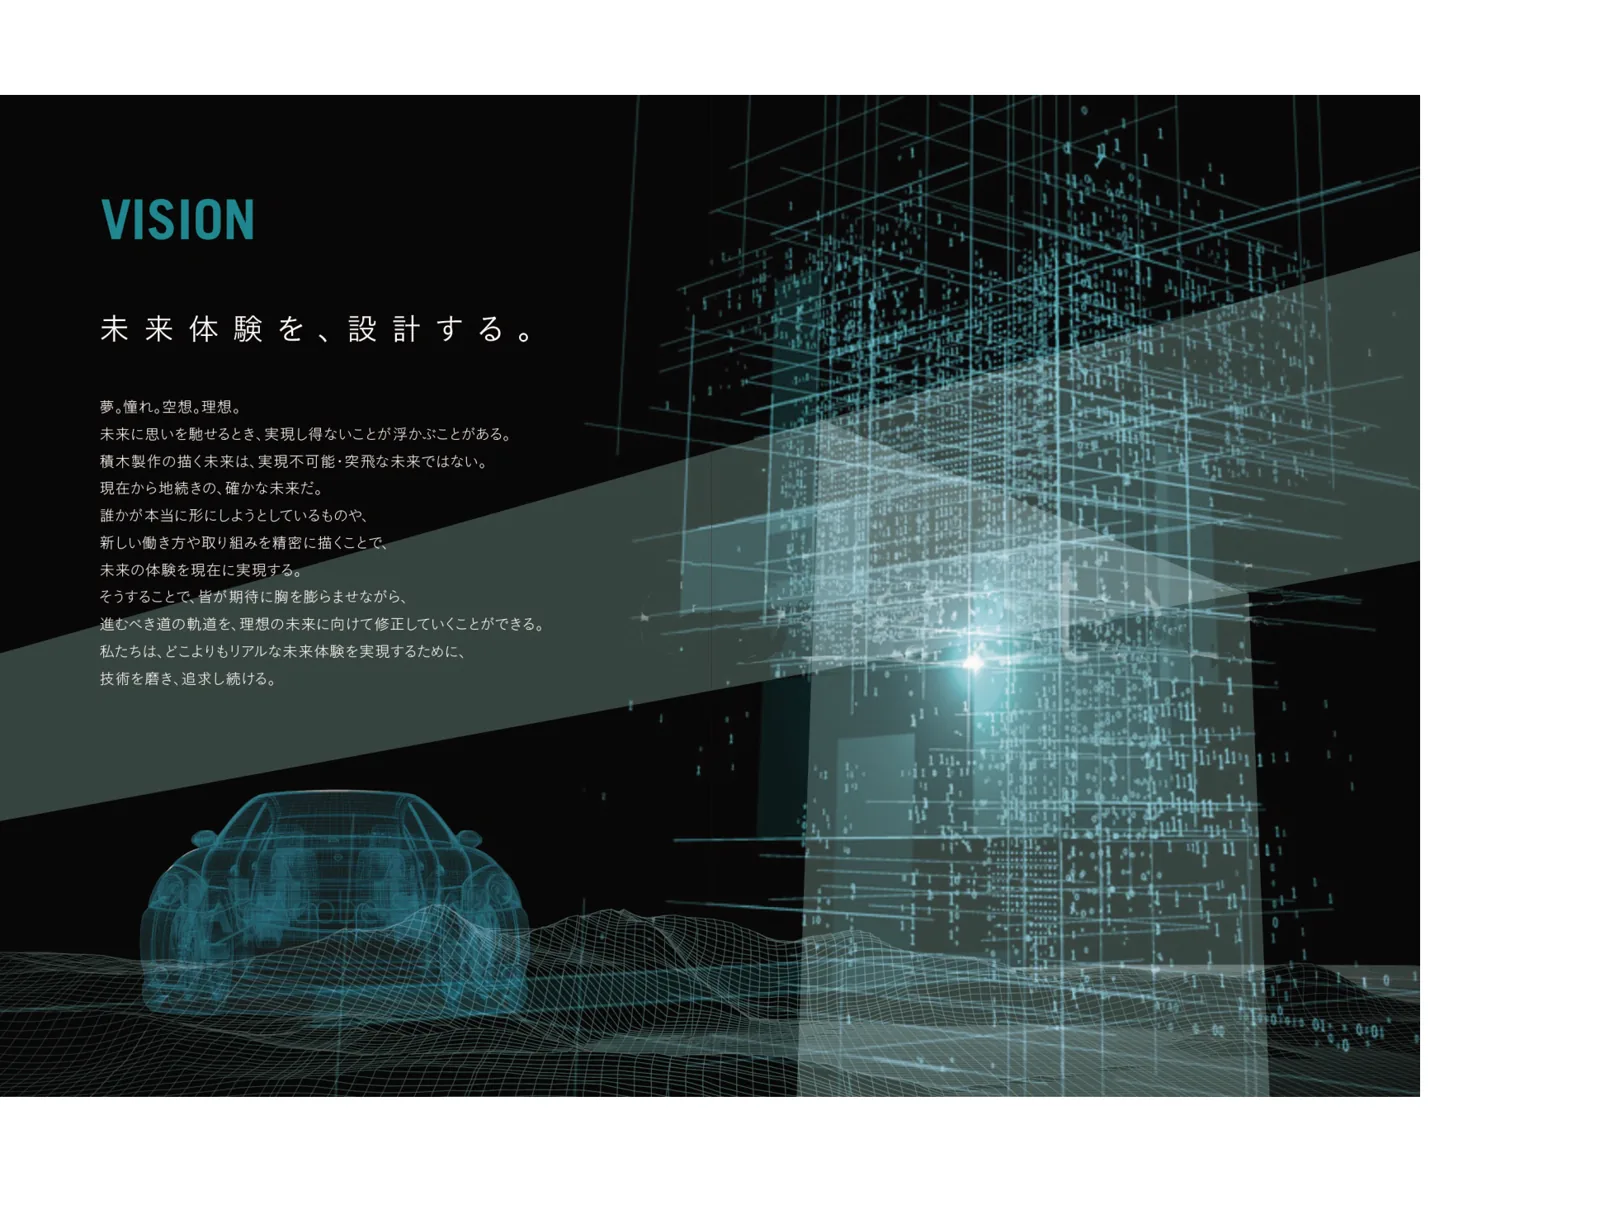 VISION
未来体験を、設計する。
夢。憧れ。空想。理想。
未来に思いを馳せるとき、実現し得ないことが浮かぶことがある。
積木製作の描く未来は、実現不可能・突飛な未来ではない。
現在から地続きの、確かな未来だ。
誰かが本当に形にしようとしているものや、
新しい働き方や取り組みを精密に描くことで、
未来の体験を現在に実現する。
そうすることで、皆が期待に胸を膨らませながら、
進むべき道の軌道を、理想の未来に向けて修正していくことができる。
私たちは、どこよりもリアルな未来体験を実現するために、
技術を磨き、追求し続ける。